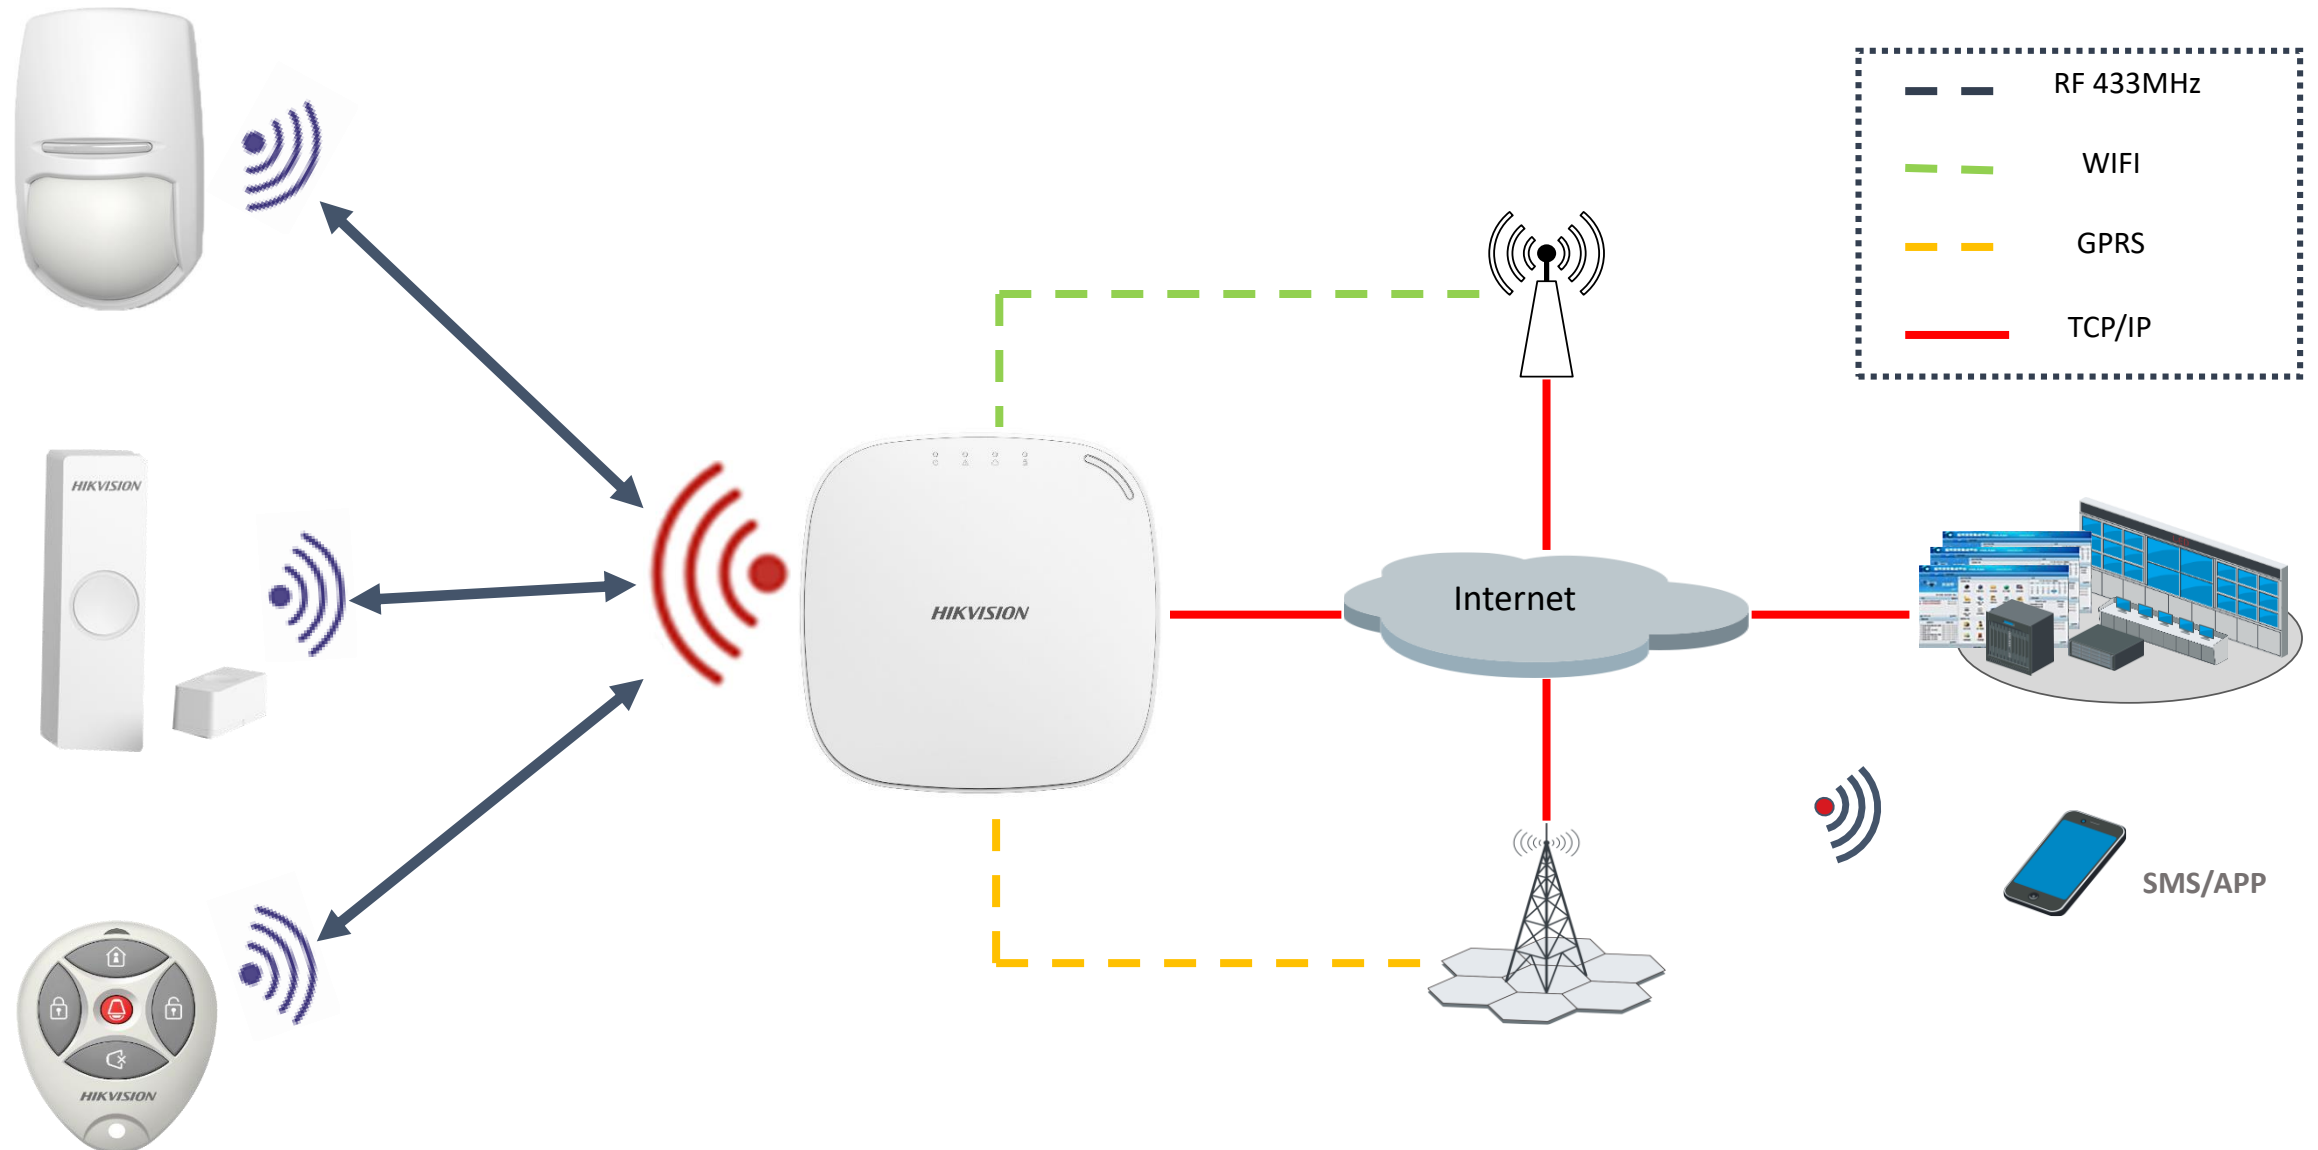 RF 433MHz
WIFI
GPRS
TCP/IP
HIKVISION
HIKVISION
Internet
SMS/APP
HIKVISION